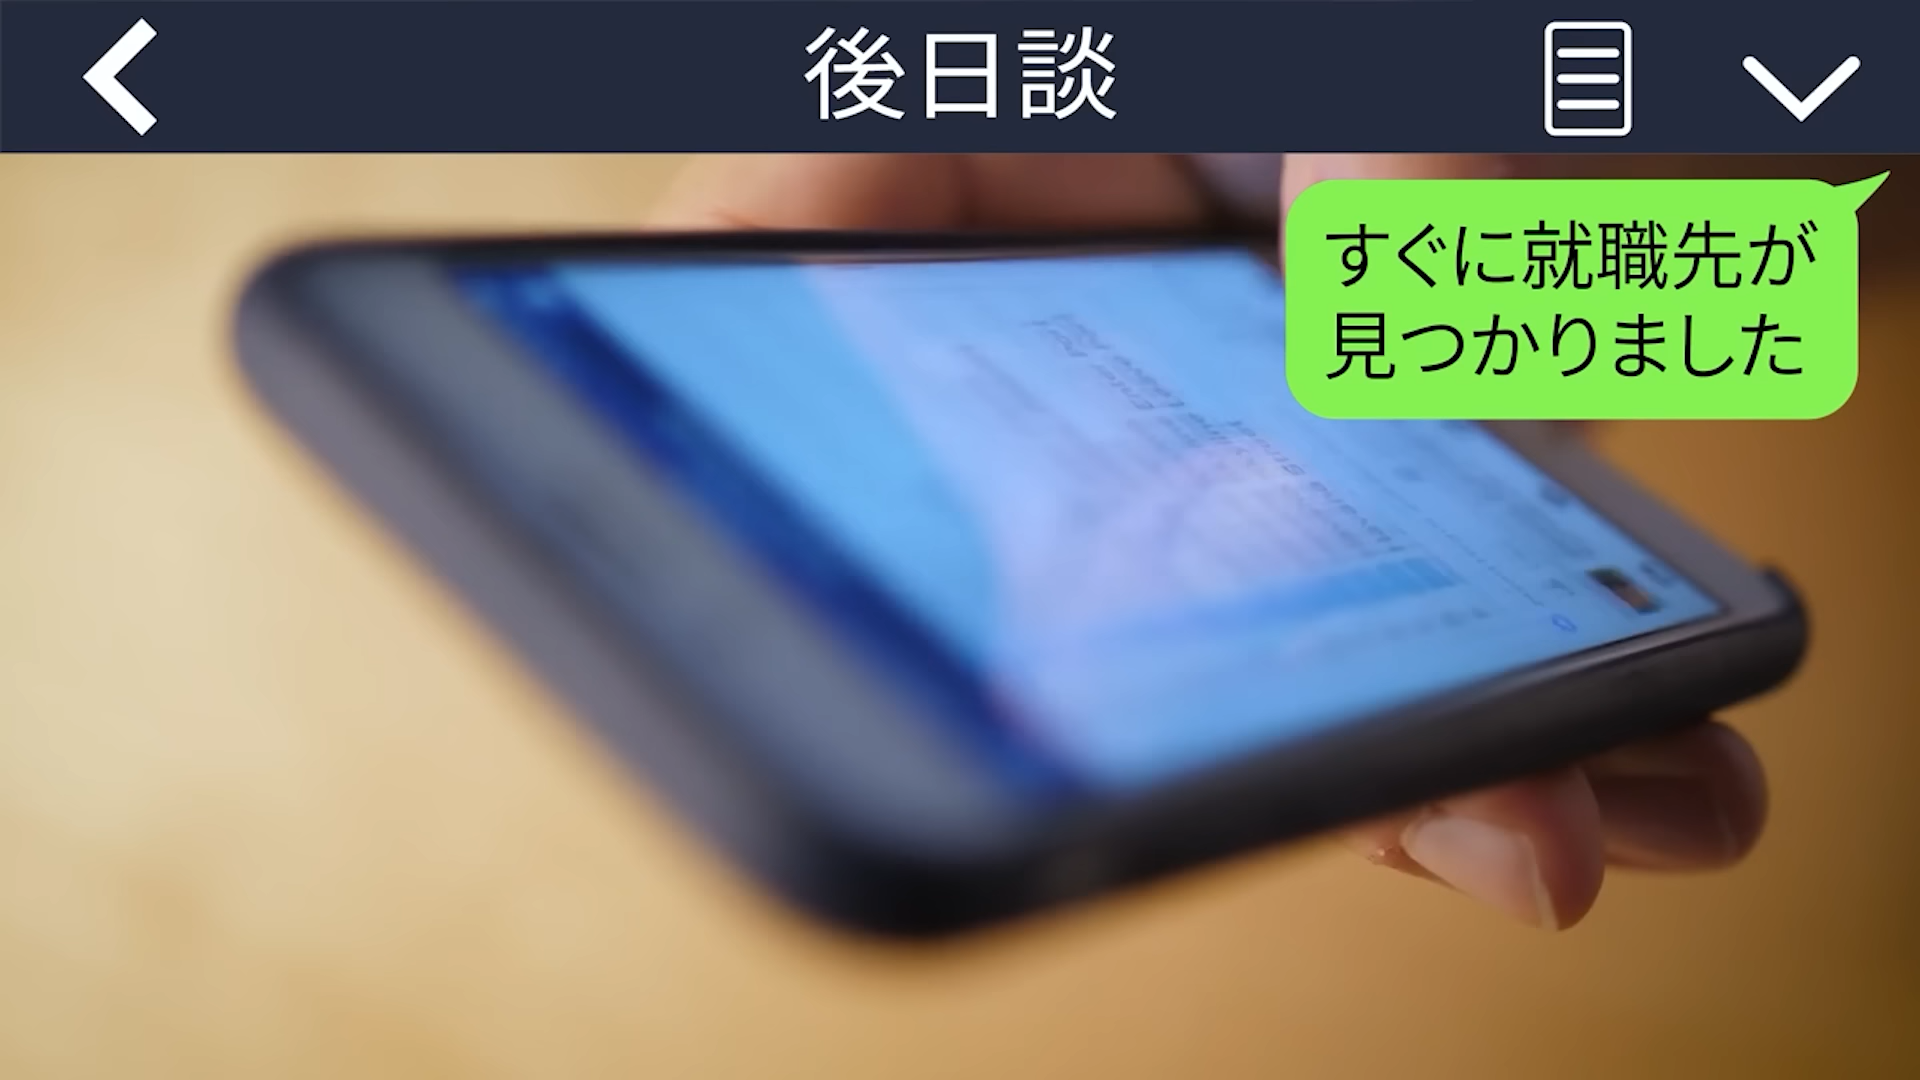 後日談
すぐに就職先が
見つかりました